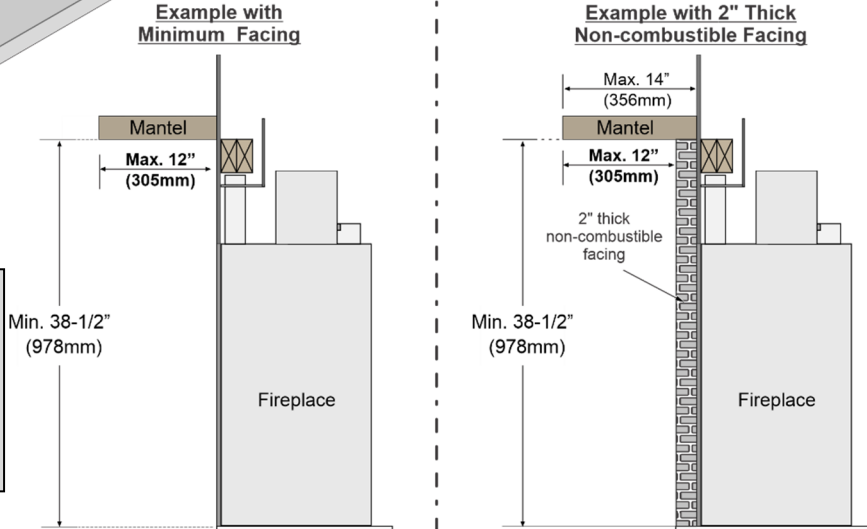 Example with
Minimum Facing
Mantel
Max. 12”
(305mm)
Min. 38-1/2”
(978mm)
Fireplace
Example with 2" Thick
Non-combustible Facing
Max. 14”
(356mm)
Mantel
Max. 12”
(305mm)
2" thick
non-combustible
facing
Min. 38-1/2”
(978mm)
Fireplace